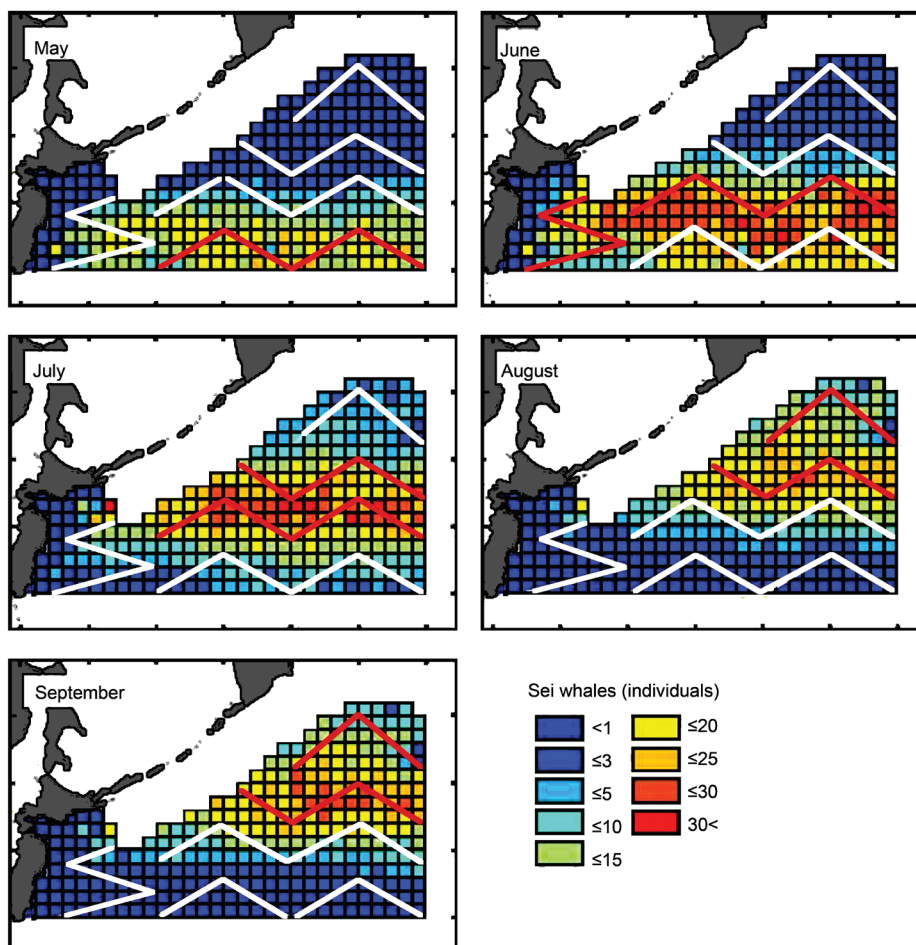 May
June
July
August
September
Sei whales (individuals)
<1
≤3
≤5
≤10
≤15
≤20
≤25
≤30
30<